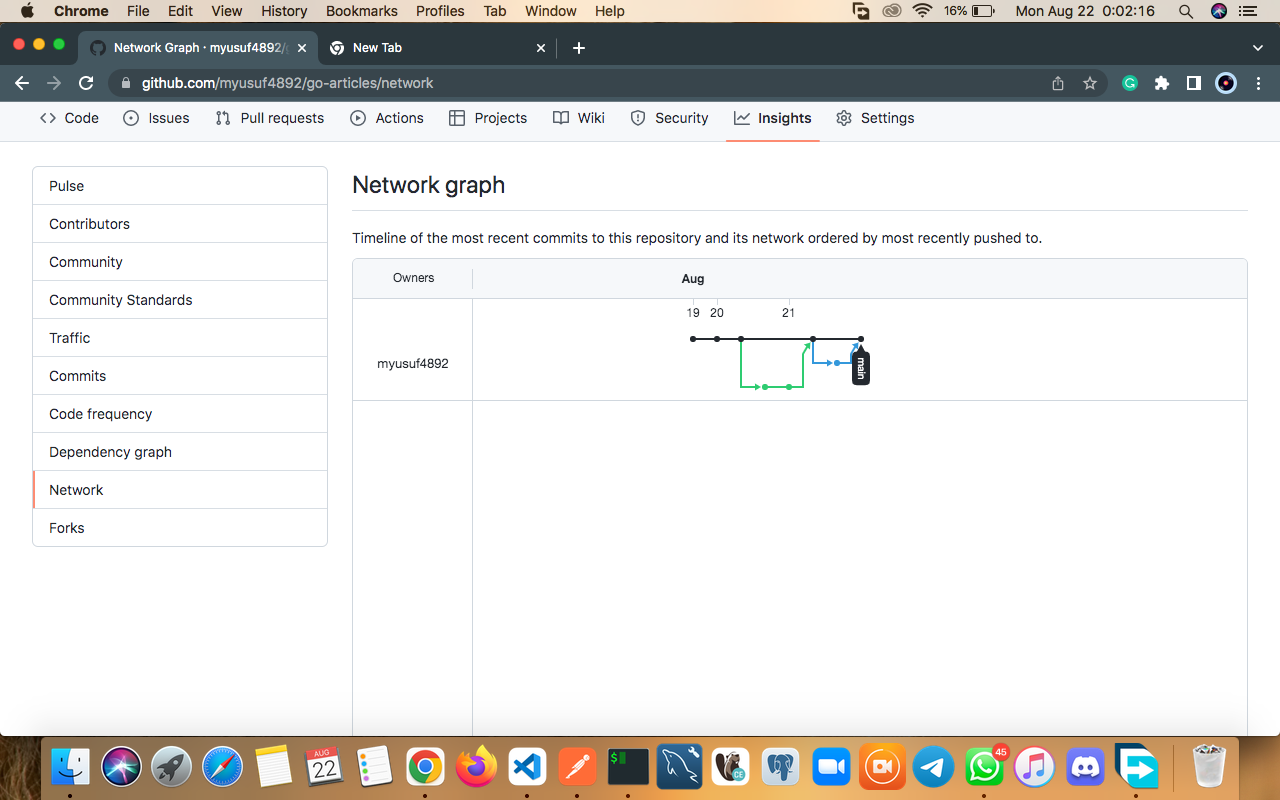 Chrome File Edit View History Bookmarks Profiles Tab Window Help 16% Mon Aug 22 0:02:16
Network Graph · myusuf4892/g New Tab
github.com/myusuf4892/go-articles/network
Code Issues Pull requests Actions Projects Wiki Security Insights Settings
Pulse
Contributors
Community
Community Standards
Traffic
Commits
Code frequency
Dependency graph
Network
Forks
Network graph
Timeline of the most recent commits to this repository and its network ordered by most recently pushed to.
Owners Aug
19 20 21
myusuf4892
main
AUG
22
$
CE
zoom
45